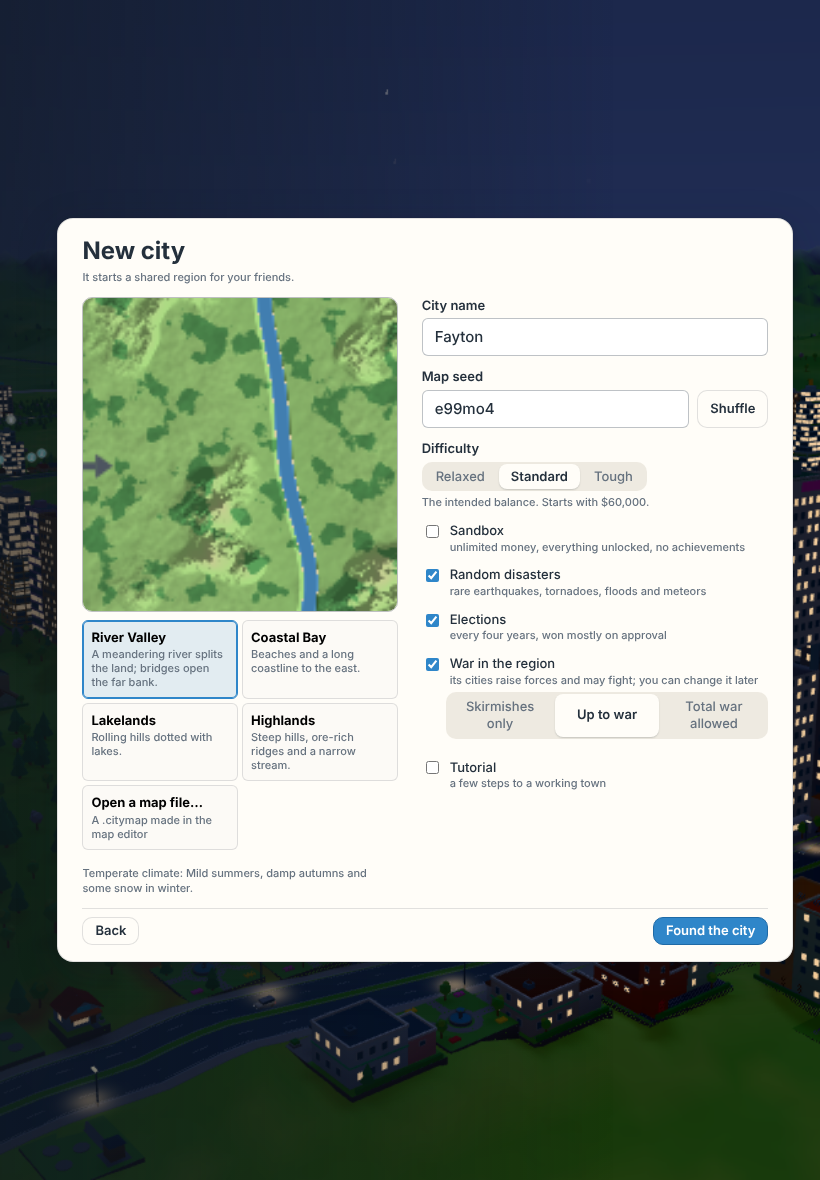 New city
It starts a shared region for your friends.
River Valley
A meandering river splits
the land; bridges open
the far bank.
Coastal Bay
Beaches and a long
coastline to the east.
Lakelands
Rolling hills dotted with
lakes.
Highlands
Steep hills, ore-rich
ridges and a narrow
stream.
Open a map file...
A .citymap made in the
map editor
Temperate climate: Mild summers, damp autumns and
some snow in winter.
City name
Fayton
Map seed
e99mo4
Shuffle
Difficulty
Relaxed
Standard
Tough
The intended balance. Starts with $60,000.
Sandbox
unlimited money, everything unlocked, no achievements
Random disasters
rare earthquakes, tornadoes, floods and meteors
Elections
every four years, won mostly on approval
War in the region
its cities raise forces and may fight; you can change it later
Skirmishes
only
Up to war
Total war
allowed
Tutorial
a few steps to a working town
Back
Found the city